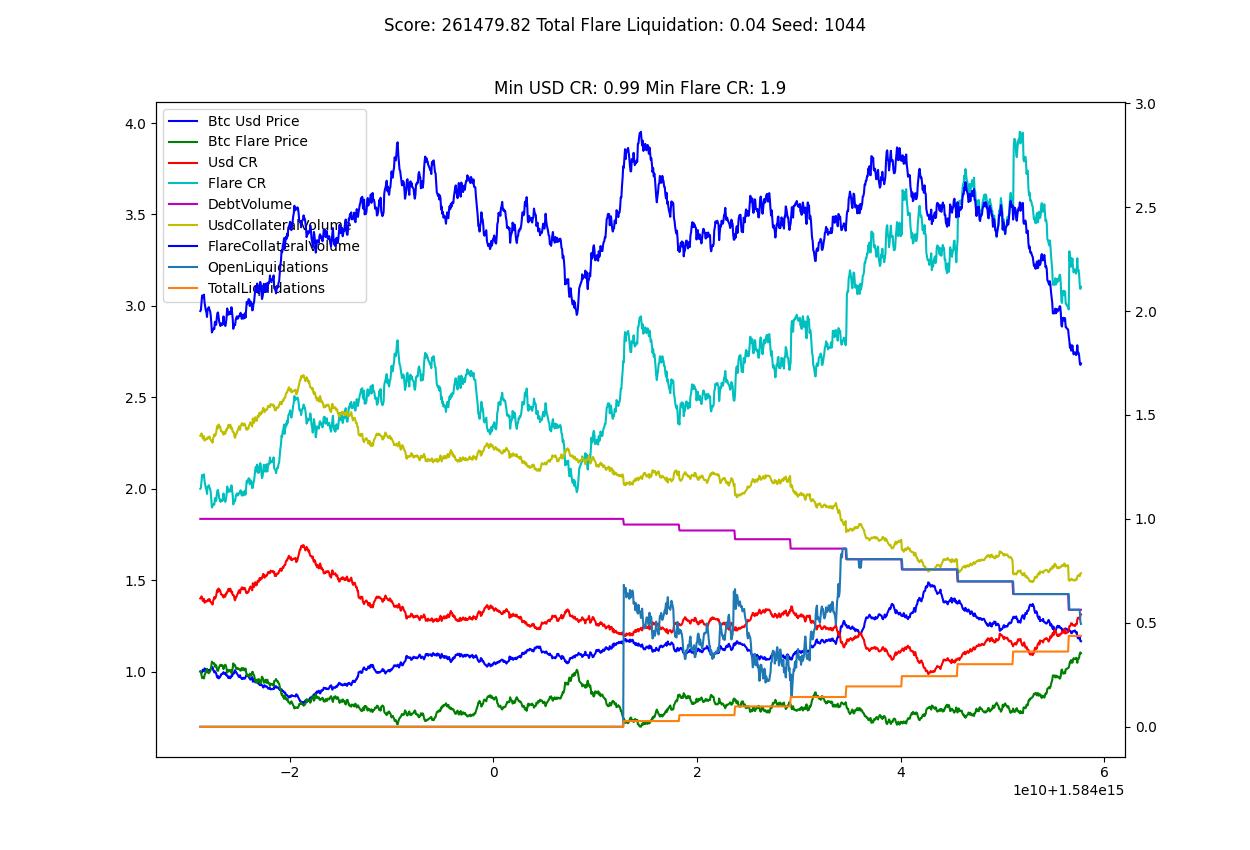 Score: 261479.82 Total Flare Liquidation: 0.04 Seed: 1044
Min USD CR: 0.99 Min Flare CR: 1.9
Btc Usd Price
Btc Flare Price
Usd CR
Flare CR
DebtVolume
UsdCollateralVolume
FlareCollateralVolume
OpenLiquidations
TotalLiquidations
4.0
3.5
3.0
2.5
2.0
1.5
1.0
3.0
2.5
2.0
1.5
1.0
0.5
0.0
−2 0 2 4 6
1e10+1.584e15